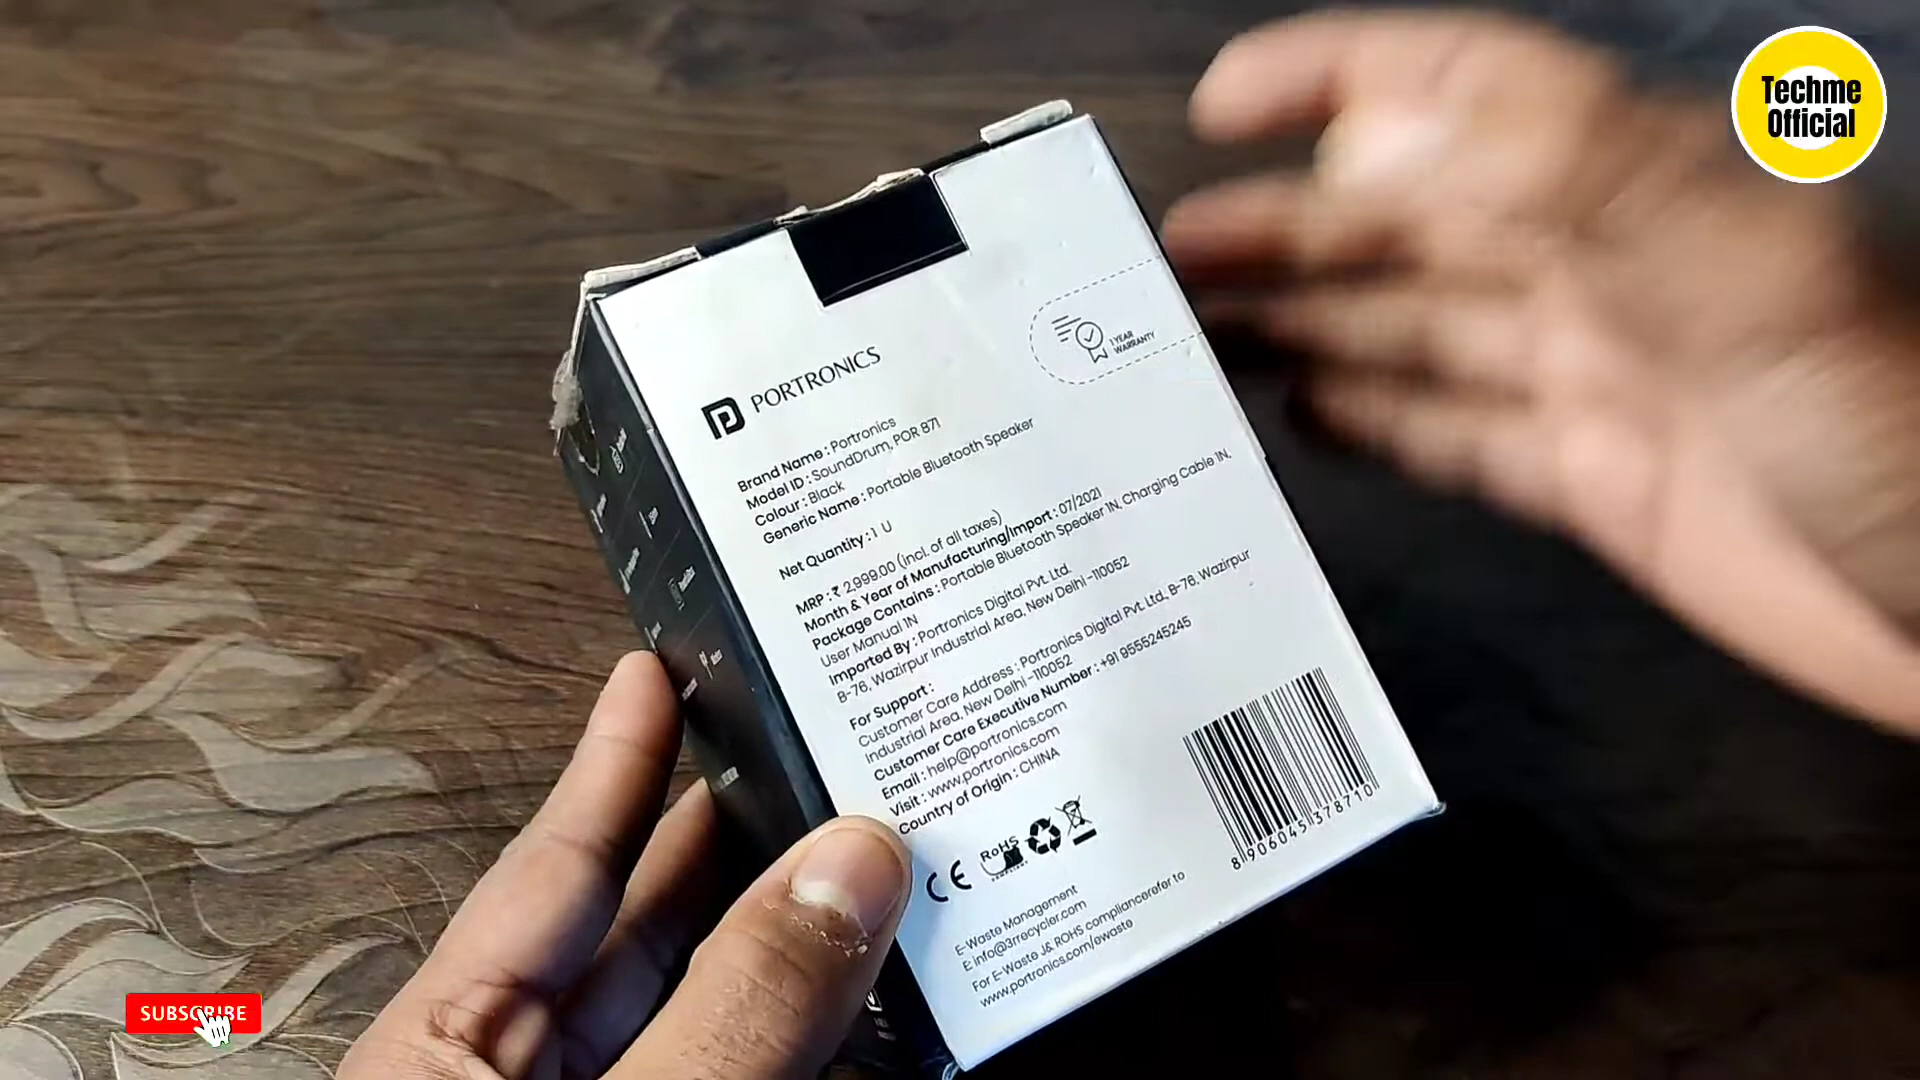 Techme
Official
1 YEAR
WARRANTY
PORTRONICS
Brand Name : Portronics
Model ID : SoundDrum, POR 871
Colour : Black
Generic Name : Portable Bluetooth Speaker
Net Quantity : 1 U
MRP : ₹ 2,999.00 (incl. of all taxes)
Month & Year of Manufacturing/Import : 07/2021
Package Contains : Portable Bluetooth Speaker 1N, Charging Cable 1N,
User Manual 1N
Imported By : Portronics Digital Pvt. Ltd.
B-76, Wazirpur Industrial Area, New Delhi -110052
For Support :
Customer Care Address : Portronics Digital Pvt. Ltd. B-76, Wazirpur
Industrial Area, New Delhi -110052
Customer Care Executive Number : +91 9555245245
Email : help@portronics.com
Visit : www.portronics.com
Country of Origin : CHINA
CE
RoHS
8 906045 378710
E-Waste Management
E: info@3rrecycler.com
For E-Waste J& ROHS compliancerefer to
www.portronics.com/ewaste
SUBSCRIBE